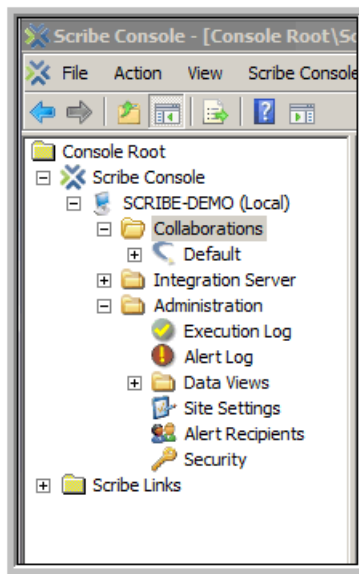 Scribe Console - [Console Root\Sc
File Action View Scribe Console
Console Root
Scribe Console
SCRIBE-DEMO (Local)
Collaborations
Default
Integration Server
Administration
Execution Log
Alert Log
Data Views
Site Settings
Alert Recipients
Security
Scribe Links